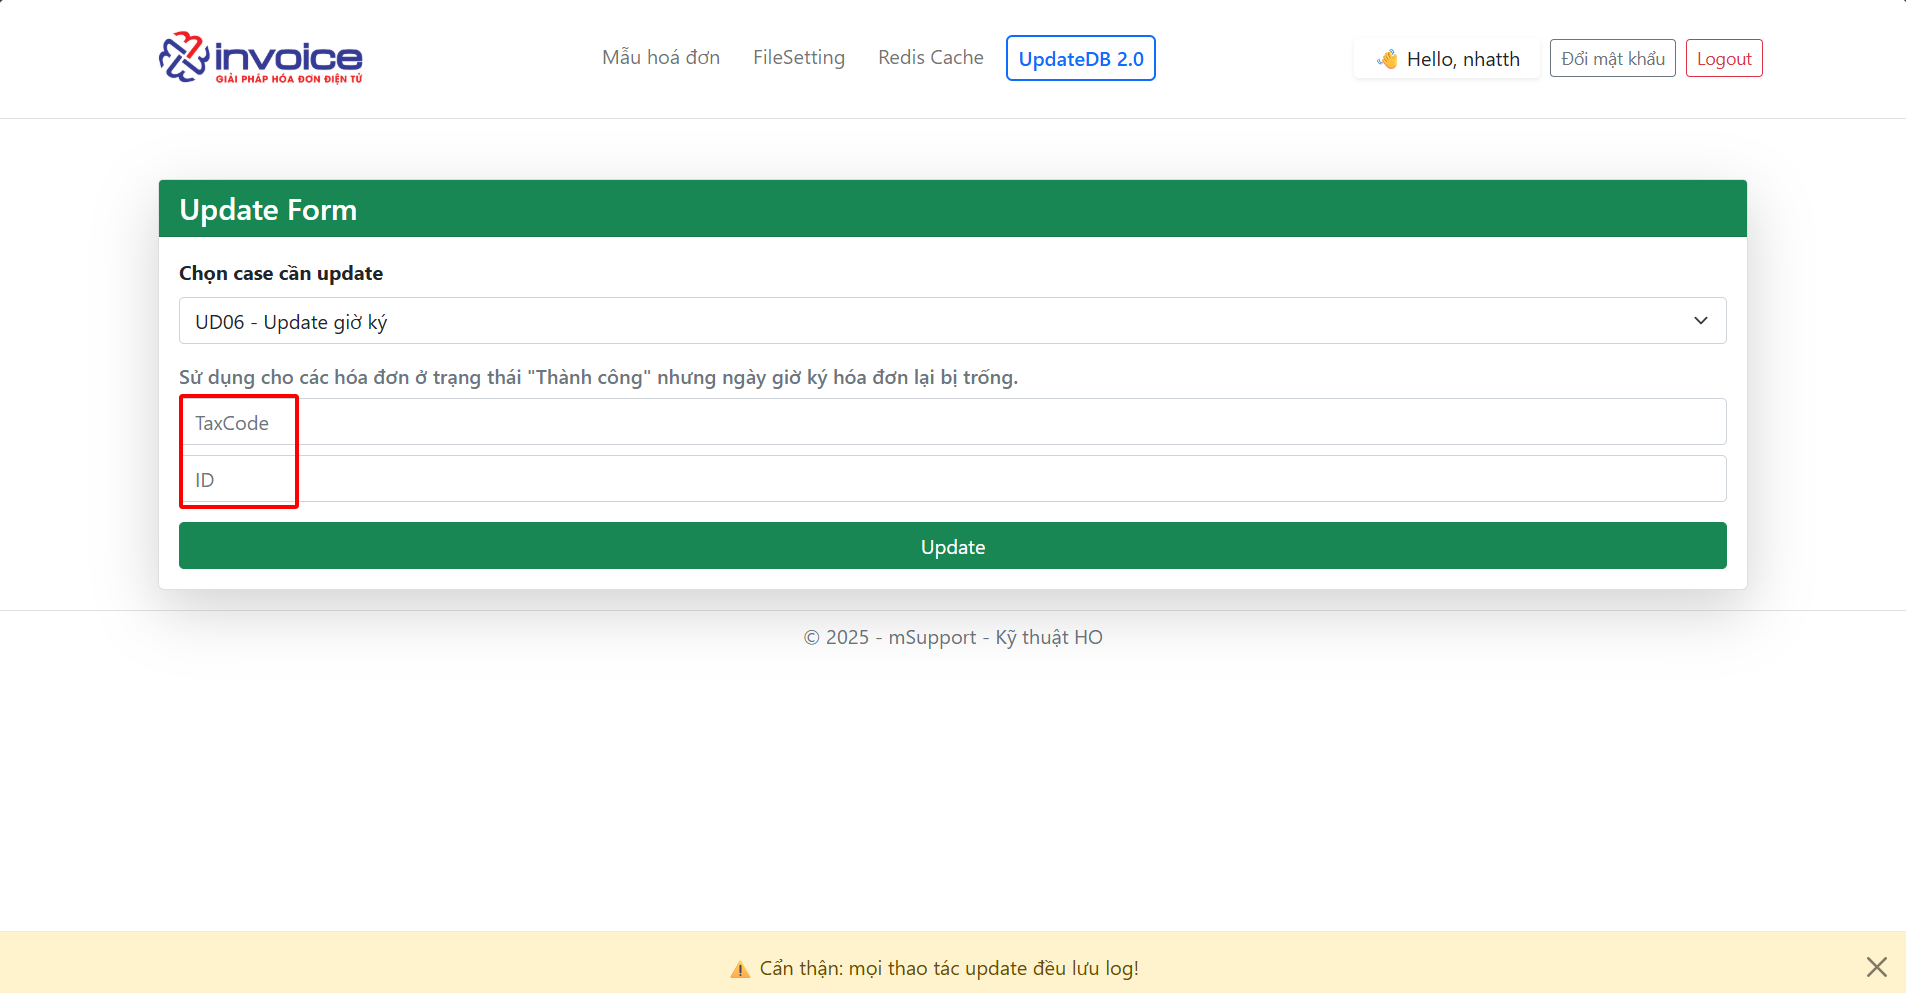 invoice
GIẢI PHÁP HÓA ĐƠN ĐIỆN TỬ
Mẫu hoá đơn FileSetting Redis Cache UpdateDB 2.0
Hello, nhatth Đổi mật khẩu Logout
Update Form
Chọn case cần update
UD06 - Update giờ ký
Sử dụng cho các hóa đơn ở trạng thái "Thành công" nhưng ngày giờ ký hóa đơn lại bị trống.
TaxCode
ID
Update
© 2025 - mSupport - Kỹ thuật HO
Cẩn thận: mọi thao tác update đều lưu log!